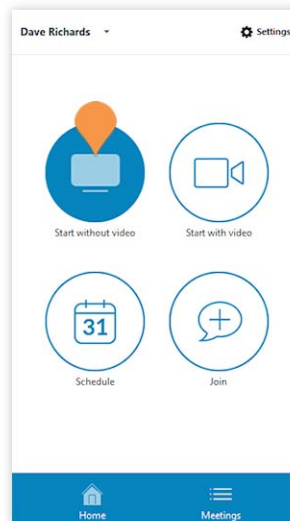 Dave Richards
Settings
Start without video
Start with video
31
Schedule
Join
Home
Meetings